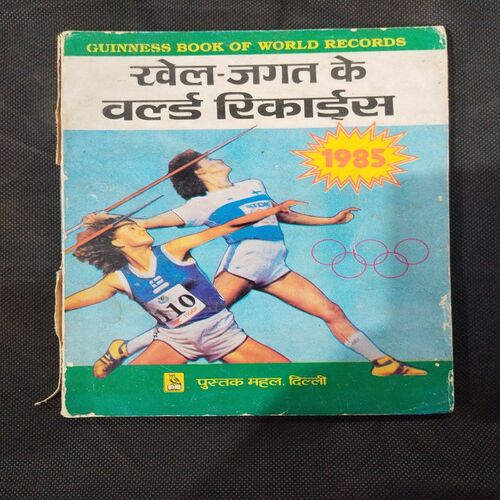 GUINNESS BOOK OF WORLD RECORDS
खेल-जगत के
वर्ल्ड रिकार्ड्स
1985
110
पुस्तक महल, दिल्ली